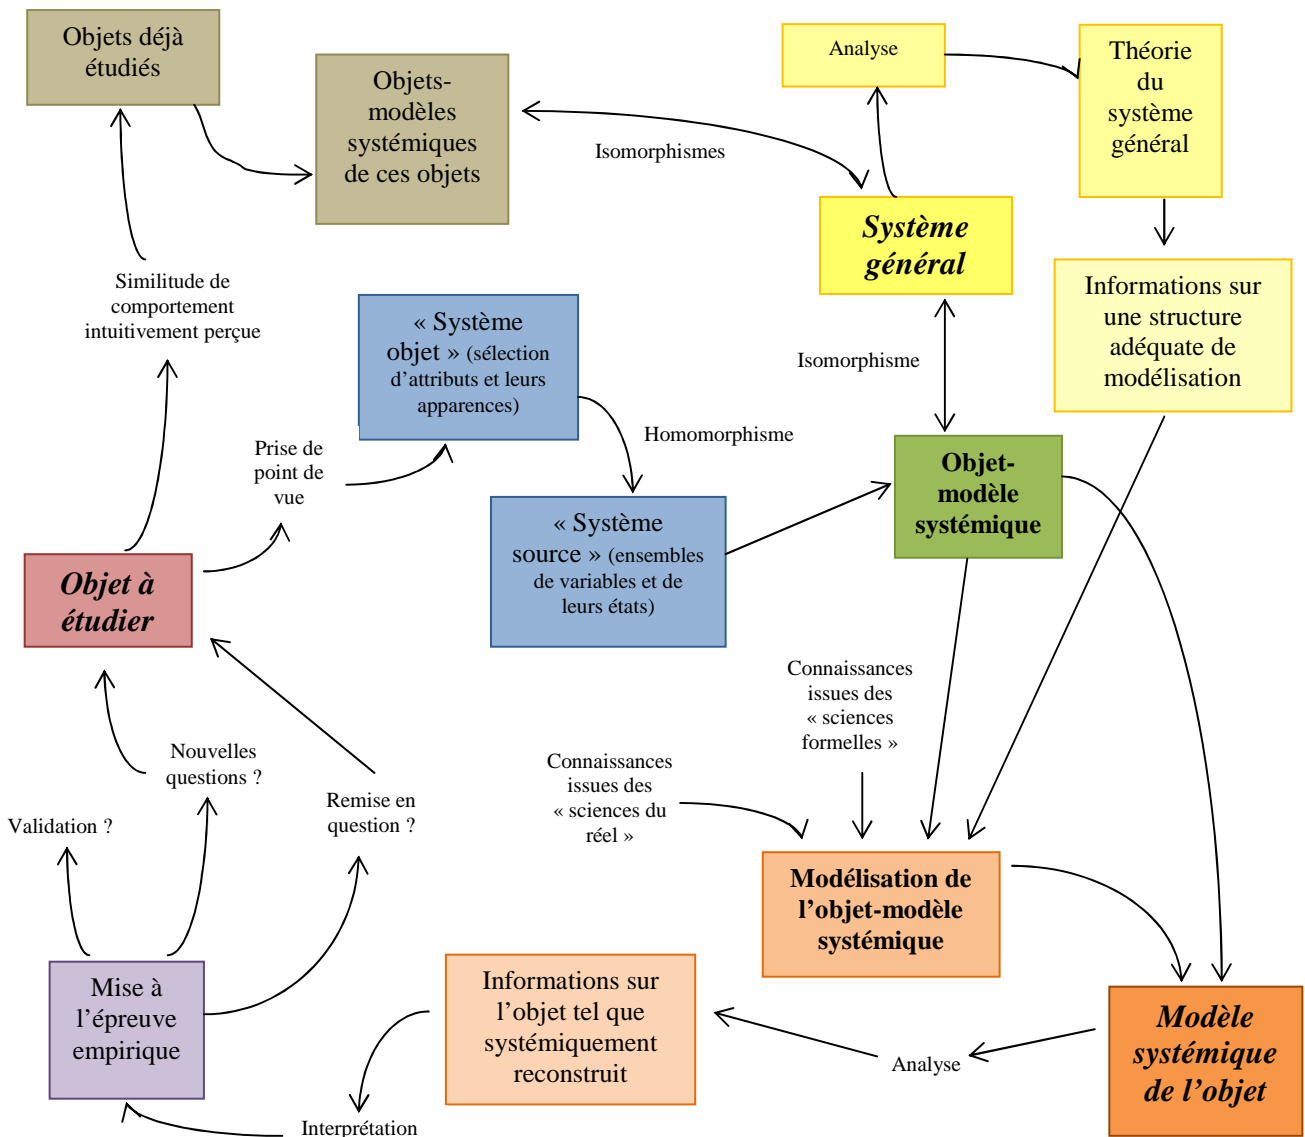 Objets déjà
étudiés
Objets-
modèles
systémiques
de ces objets
Isomorphismes
Analyse
Théorie
du
système
général
Système
général
Similitude de
comportement
intuitivement perçue
« Système
objet » (sélection
d’attributs et leurs
apparences)
Isomorphisme
Informations sur
une structure
adéquate de
modélisation
Prise de
point de
vue
Homomorphisme
« Système
source » (ensembles
de variables et de
leurs états)
Objet-
modèle
systémique
Objet à
étudier
Connaissances
issues des
« sciences
formelles »
Nouvelles
questions ?
Connaissances
issues des
« sciences du
réel »
Validation ?
Remise en
question ?
Modélisation de
l’objet-modèle
systémique
Mise à
l’épreuve
empirique
Informations sur
l’objet tel que
systémiquement
reconstruit
Analyse
Modèle
systémique
de l’objet
Interprétation